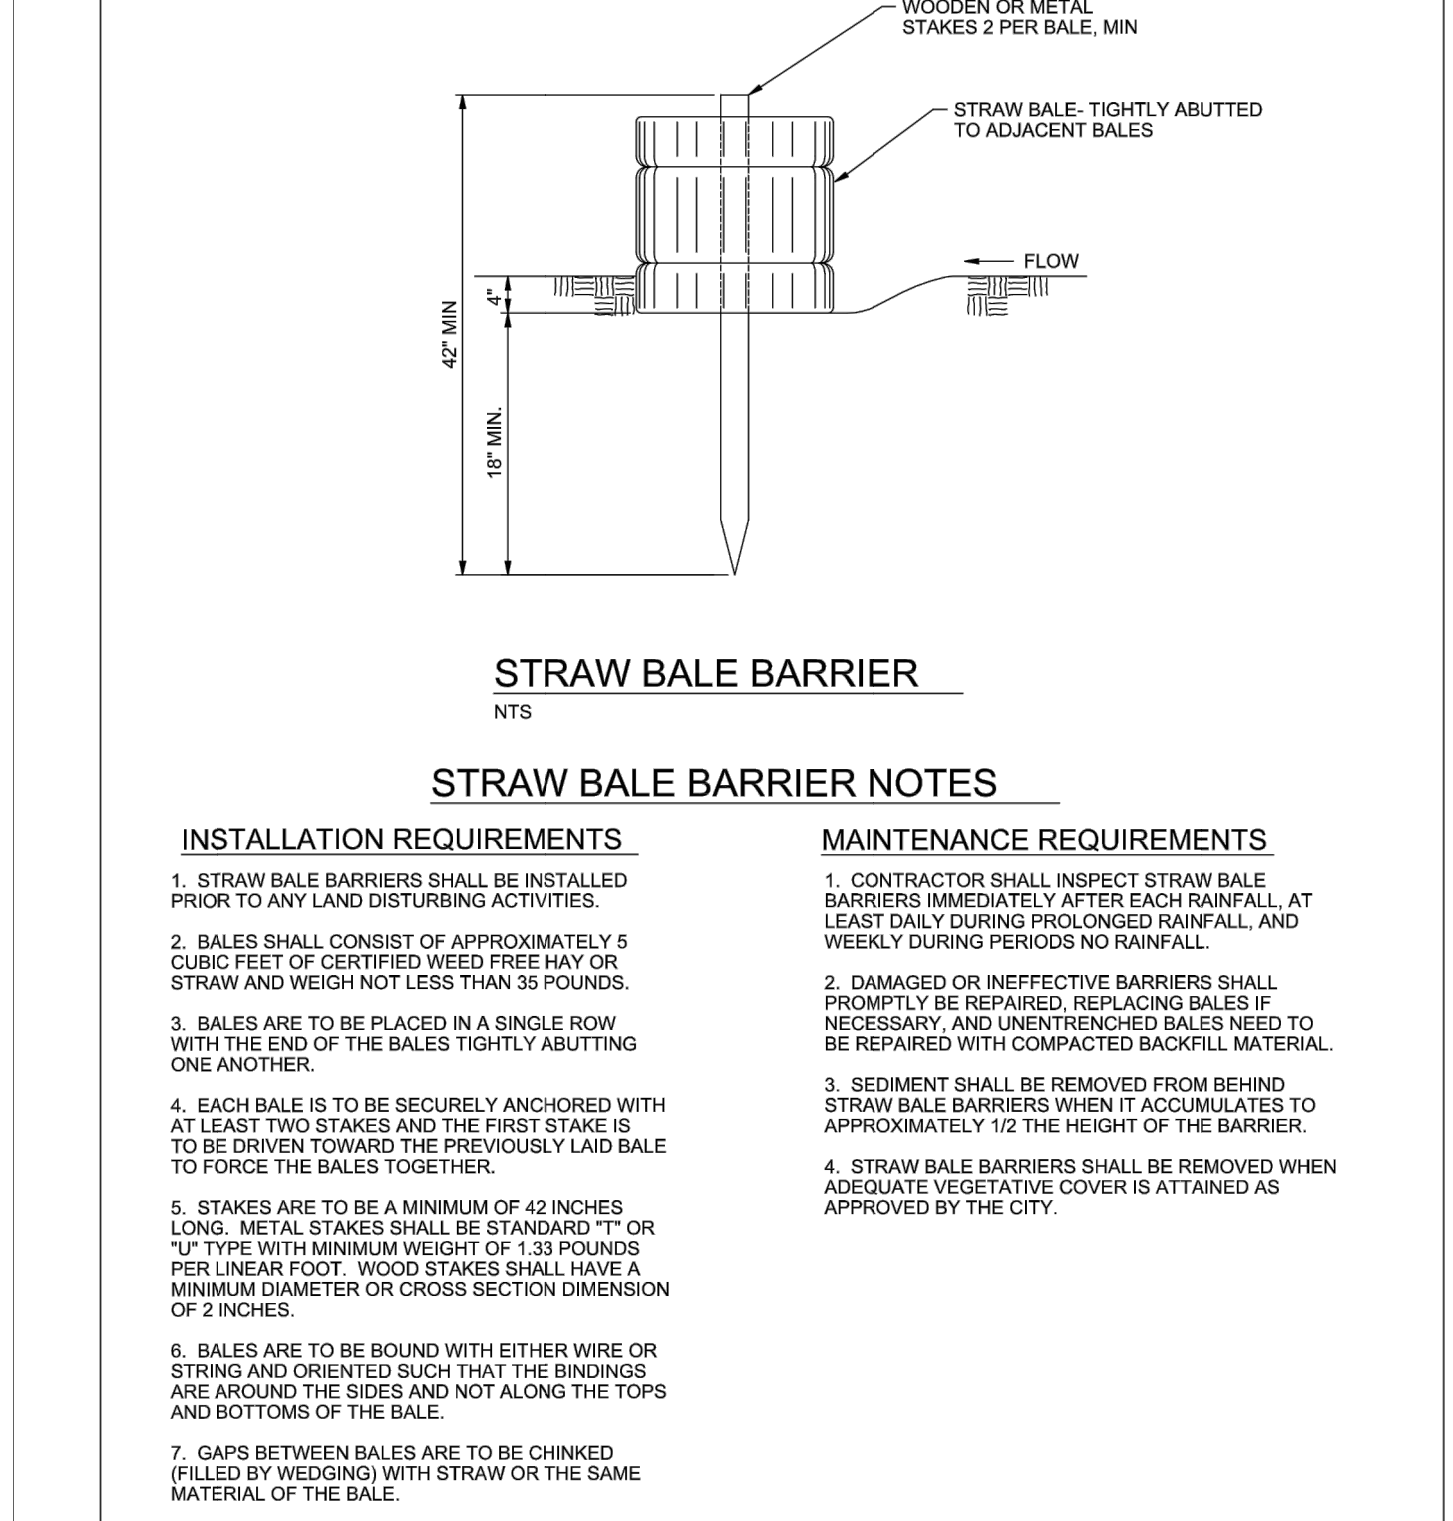 WOODEN OR METAL
STAKES 2 PER BALE, MIN
STRAW BALE- TIGHTLY ABUTTED
TO ADJACENT BALES
FLOW
4"
42" MIN
18" MIN.
STRAW BALE BARRIER
NTS
STRAW BALE BARRIER NOTES
INSTALLATION REQUIREMENTS
1. STRAW BALE BARRIERS SHALL BE INSTALLED
PRIOR TO ANY LAND DISTURBING ACTIVITIES.
2. BALES SHALL CONSIST OF APPROXIMATELY 5
CUBIC FEET OF CERTIFIED WEED FREE HAY OR
STRAW AND WEIGH NOT LESS THAN 35 POUNDS.
3. BALES ARE TO BE PLACED IN A SINGLE ROW
WITH THE END OF THE BALES TIGHTLY ABUTTING
ONE ANOTHER.
4. EACH BALE IS TO BE SECURELY ANCHORED WITH
AT LEAST TWO STAKES AND THE FIRST STAKE IS
TO BE DRIVEN TOWARD THE PREVIOUSLY LAID BALE
TO FORCE THE BALES TOGETHER.
5. STAKES ARE TO BE A MINIMUM OF 42 INCHES
LONG. METAL STAKES SHALL BE STANDARD "T" OR
"U" TYPE WITH MINIMUM WEIGHT OF 1.33 POUNDS
PER LINEAR FOOT. WOOD STAKES SHALL HAVE A
MINIMUM DIAMETER OR CROSS SECTION DIMENSION
OF 2 INCHES.
6. BALES ARE TO BE BOUND WITH EITHER WIRE OR
STRING AND ORIENTED SUCH THAT THE BINDINGS
ARE AROUND THE SIDES AND NOT ALONG THE TOPS
AND BOTTOMS OF THE BALE.
7. GAPS BETWEEN BALES ARE TO BE CHINKED
(FILLED BY WEDGING) WITH STRAW OR THE SAME
MATERIAL OF THE BALE.
MAINTENANCE REQUIREMENTS
1. CONTRACTOR SHALL INSPECT STRAW BALE
BARRIERS IMMEDIATELY AFTER EACH RAINFALL, AT
LEAST DAILY DURING PROLONGED RAINFALL, AND
WEEKLY DURING PERIODS NO RAINFALL.
2. DAMAGED OR INEFFECTIVE BARRIERS SHALL
PROMPTLY BE REPAIRED, REPLACING BALES IF
NECESSARY, AND UNENTRENCHED BALES NEED TO
BE REPAIRED WITH COMPACTED BACKFILL MATERIAL.
3. SEDIMENT SHALL BE REMOVED FROM BEHIND
STRAW BALE BARRIERS WHEN IT ACCUMULATES TO
APPROXIMATELY 1/2 THE HEIGHT OF THE BARRIER.
4. STRAW BALE BARRIERS SHALL BE REMOVED WHEN
ADEQUATE VEGETATIVE COVER IS ATTAINED AS
APPROVED BY THE CITY.